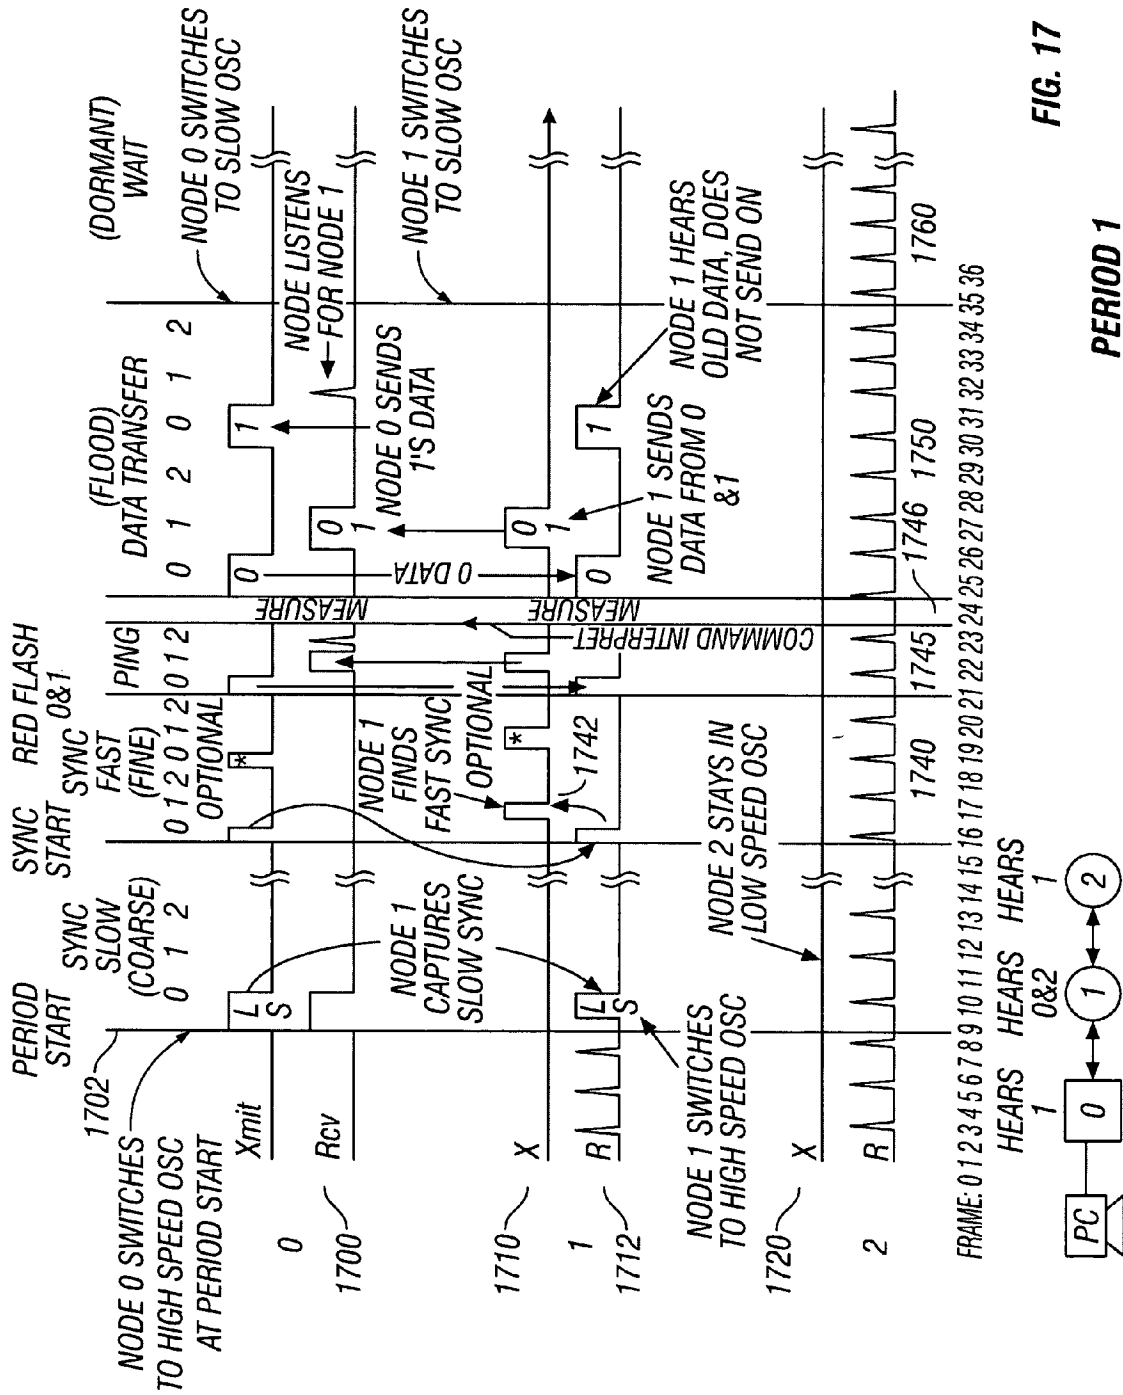 PERIOD
START
SYNC
SLOW
(COARSE)
0 1 2
SYNC
START
SYNC
FAST
(FINE)
0 1 2 0 1 2
OPTIONAL
RED FLASH
0&1
PING
0 1 2
(FLOOD)
DATA TRANSFER
0 1 2 0 1 2
(DORMANT)
WAIT
1702
NODE 0 SWITCHES
TO HIGH SPEED OSC
AT PERIOD START
NODE 0 SWITCHES
TO SLOW OSC
0
Xmit
L
S
*
0
1
1700
Rcv
MEASURE
0
1
NODE LISTENS
FOR NODE 1
NODE 0 SENDS
1'S DATA
NODE 1
CAPTURES
SLOW SYNC
NODE 1
FINDS
FAST SYNC
OPTIONAL
0 DATA
NODE 1 SWITCHES
TO SLOW OSC
1710
X
*
0
1
1
1712
R
L
S
1742
MEASURE
COMMAND INTERPRET
0
1
NODE 1 SENDS
DATA FROM 0
&1
NODE 1 HEARS
OLD DATA, DOES
NOT SEND ON
NODE 1 SWITCHES
TO HIGH SPEED OSC
NODE 2 STAYS IN
LOW SPEED OSC
1720
X
2
R
1740
1745
1746
1750
1760
FRAME: 0 1 2 3 4 5 6 7 8 9 10 11 12 13 14 15 16 17 18 19 20 21 22 23 24 25 26 27 28 29 30 31 32 33 34 35 36
HEARS
1
HEARS
0&2
HEARS
1
PC
0
1
2
PERIOD 1
FIG. 17